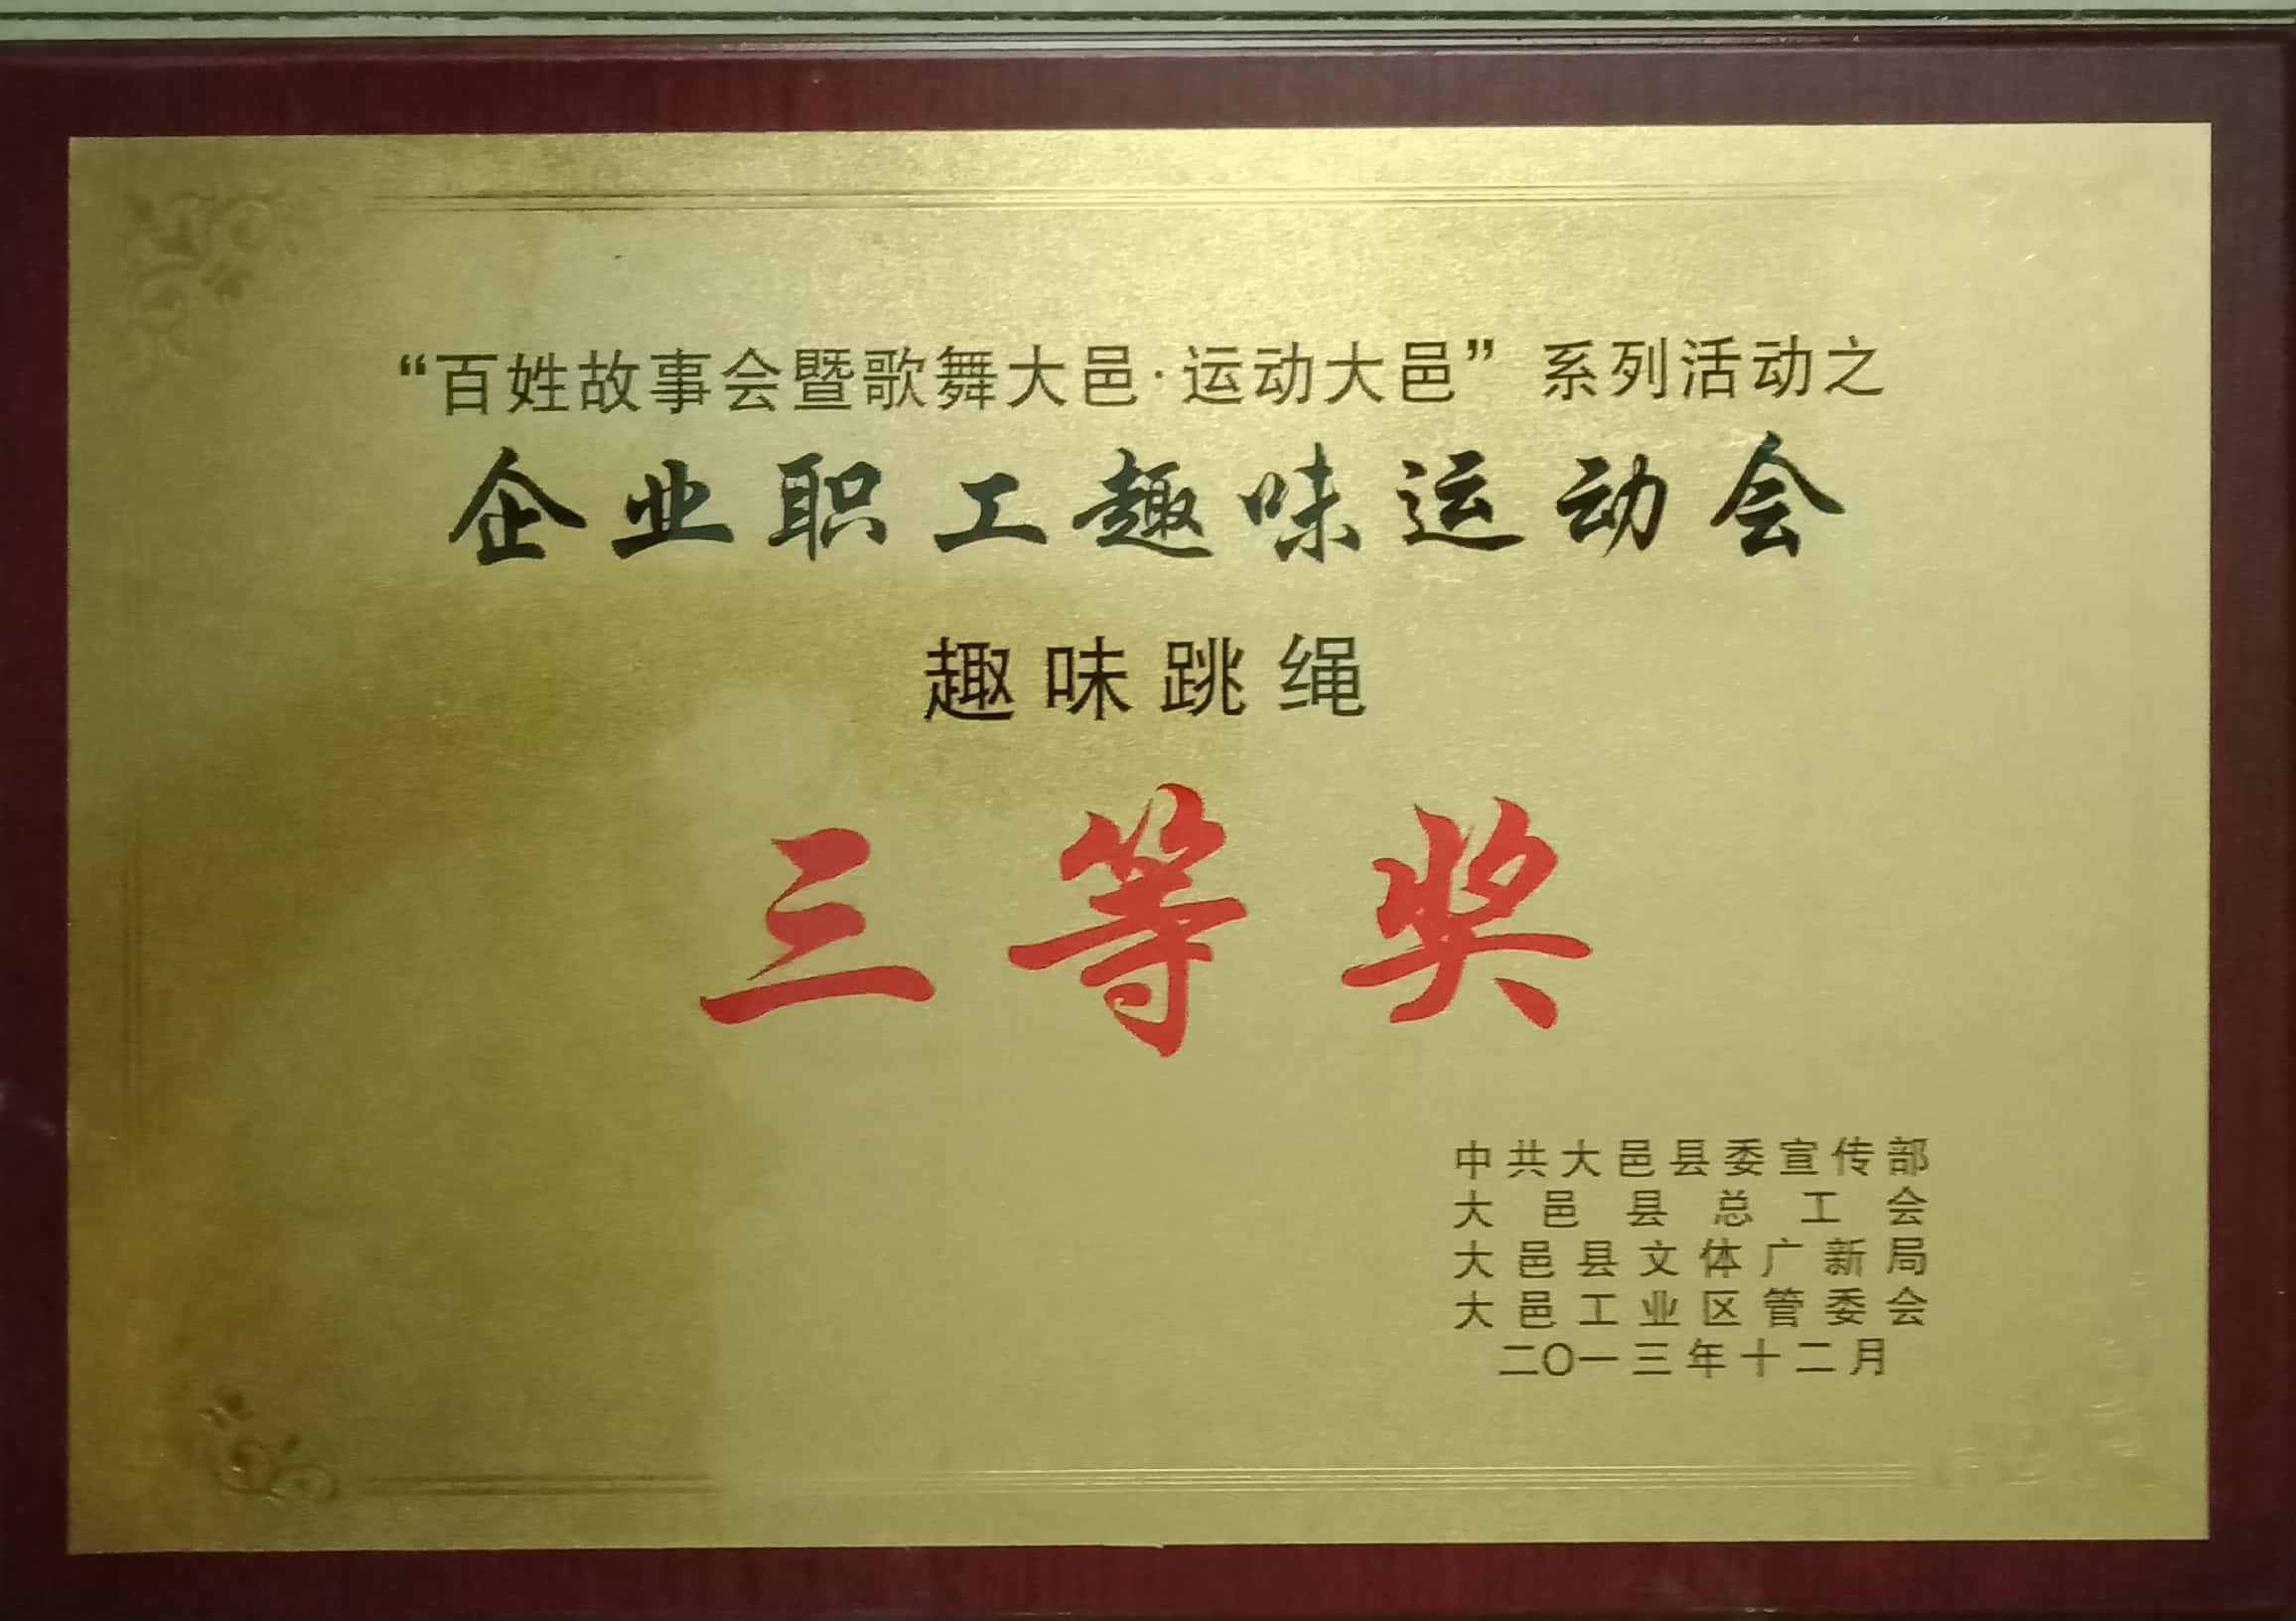 “百姓故事会暨歌舞大邑·运动大邑”系列活动之
企业职工趣味运动会
趣味跳绳
三等奖
中共大邑县委宣传部
大邑县总工会
大邑县文体广新局
大邑工业区管委会
二〇一三年十二月